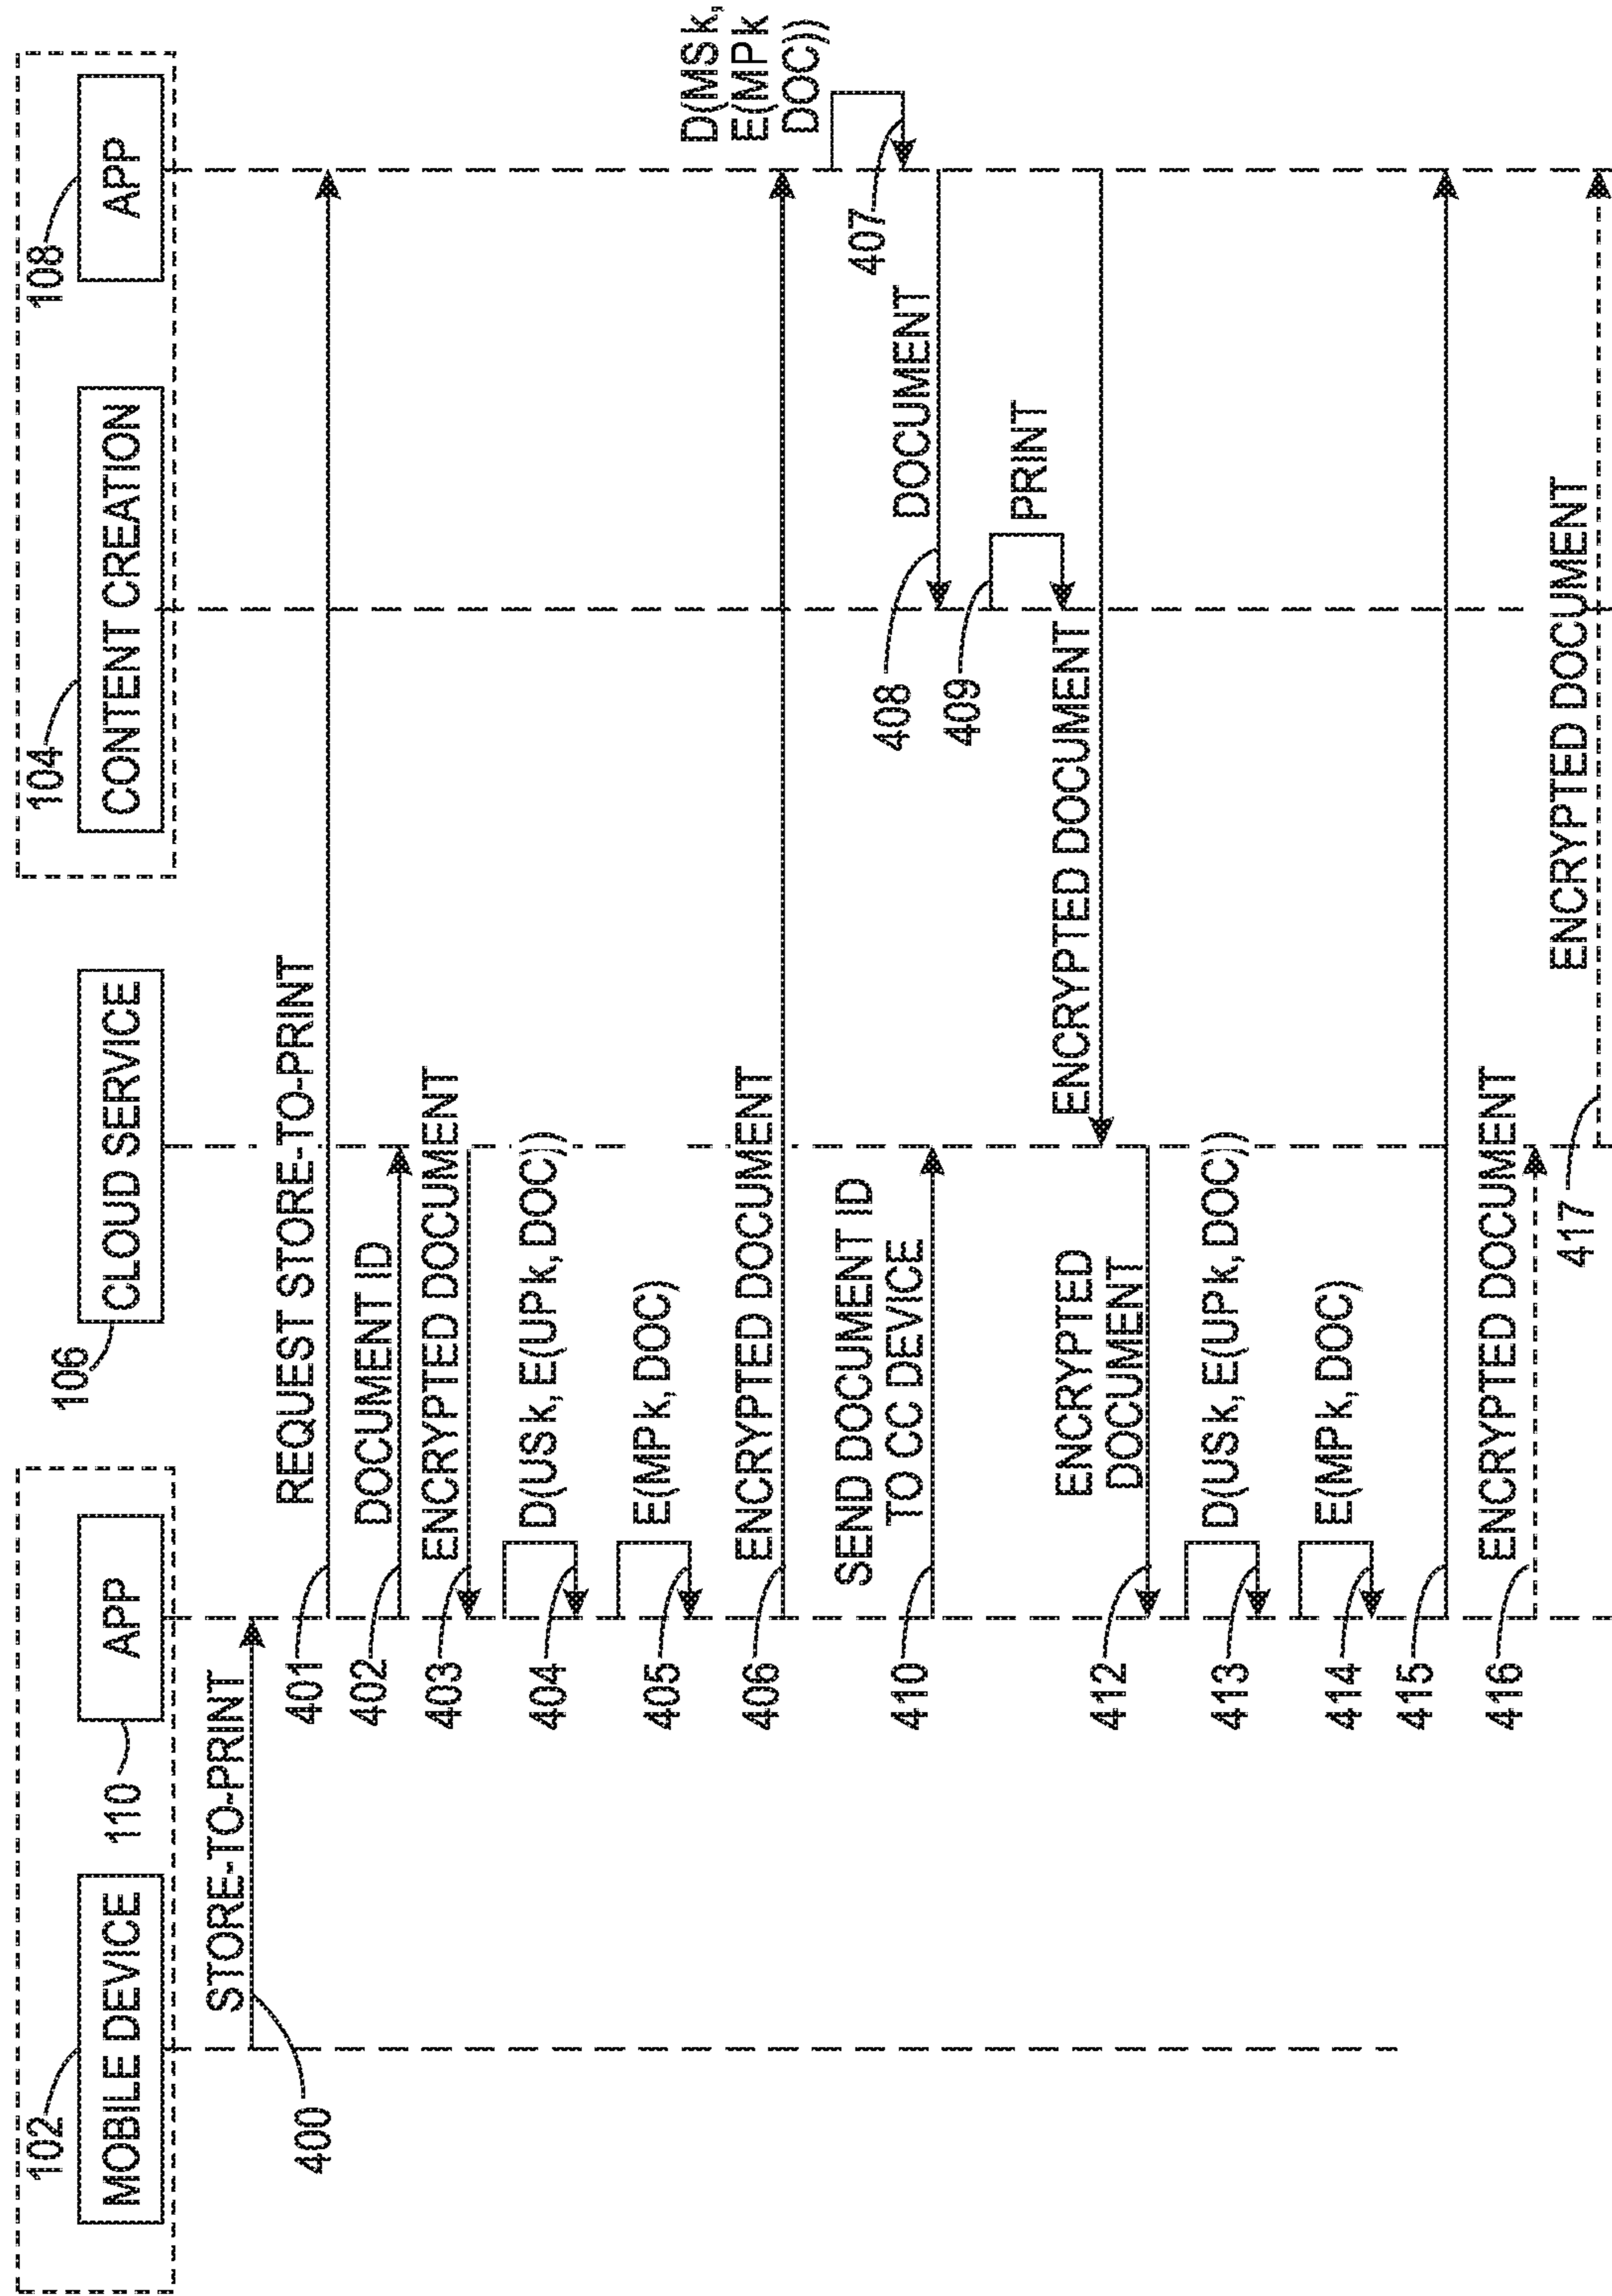 102
MOBILE DEVICE
110
APP
106
CLOUD SERVICE
104
CONTENT CREATION
108
APP
STORE-TO-PRINT
400
401
REQUEST STORE-TO-PRINT
402
DOCUMENT ID
403
ENCRYPTED DOCUMENT
404
D(USk, E(UPk, DOC))
405
E(MPk, DOC)
406
ENCRYPTED DOCUMENT
D(MSk,
E(MPk
DOC))
407
DOCUMENT
408
409
PRINT
410
SEND DOCUMENT ID
TO CC DEVICE
ENCRYPTED DOCUMENT
412
ENCRYPTED
DOCUMENT
413
D(USk, E(UPk, DOC))
414
E(MPk, DOC)
415
416
ENCRYPTED DOCUMENT
417
ENCRYPTED DOCUMENT